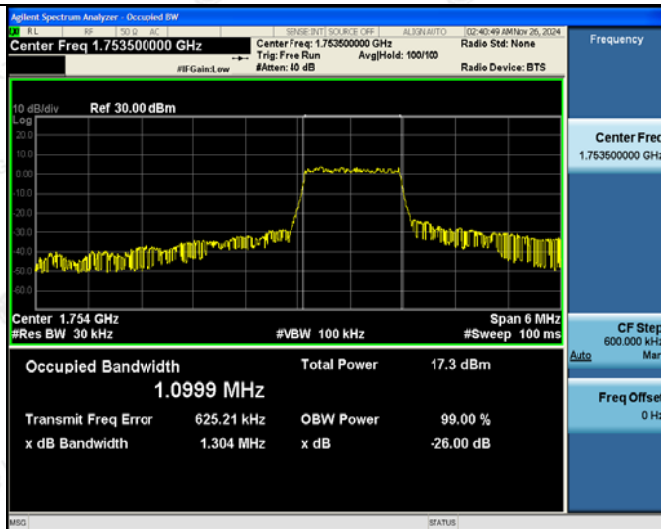 Agilent Spectrum Analyzer - Occupied BW
RL RF 50 Ω AC SENSE:INT SOURCE OFF ALIGN AUTO 02:40:49 AM Nov 26, 2024
Center Freq 1.753500000 GHz
Center Freq: 1.753500000 GHz
Radio Std: None
Trig: Free Run Avg|Hold: 100/100
#IFGain:Low
#Atten: 40 dB
Radio Device: BTS
Frequency
10 dB/div Ref 30.00 dBm
Log
20.0
10.0
0.00
-10.0
-20.0
-30.0
-40.0
-50.0
-60.0
Center Freq
1.753500000 GHz
Center 1.754 GHz
Span 6 MHz
#Res BW 30 kHz
#VBW 100 kHz
#Sweep 100 ms
CF Step
600.000 kHz
Auto Man
Occupied Bandwidth
Total Power 17.3 dBm
1.0999 MHz
Transmit Freq Error 625.21 kHz
OBW Power 99.00 %
x dB Bandwidth 1.304 MHz
x dB -26.00 dB
Freq Offset
0 Hz
MSG STATUS